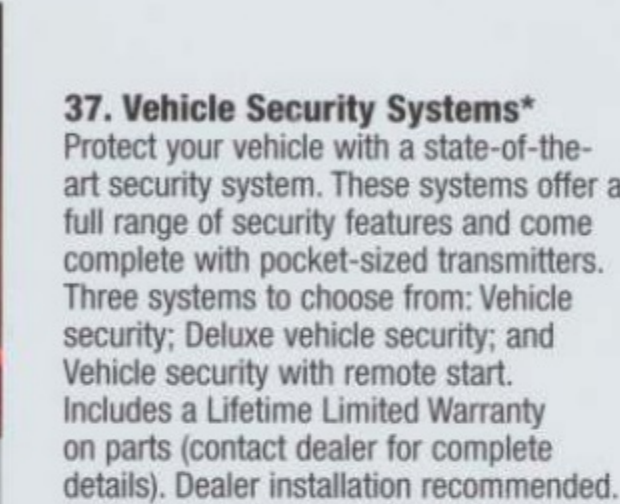 37. Vehicle Security Systems*
Protect your vehicle with a state-of-the-
art security system. These systems offer a
full range of security features and come
complete with pocket-sized transmitters.
Three systems to choose from: Vehicle
security; Deluxe vehicle security; and
Vehicle security with remote start.
Includes a Lifetime Limited Warranty
on parts (contact dealer for complete
details). Dealer installation recommended.